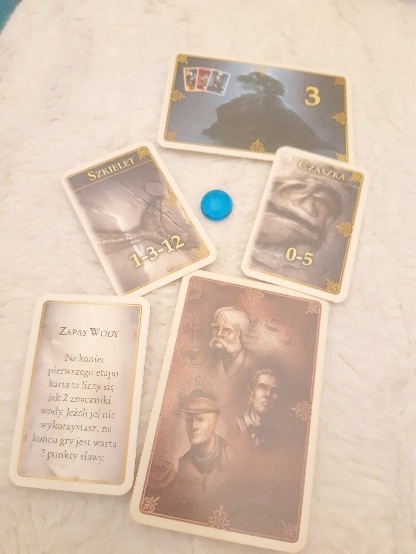 3
Szkielet
1-3-12
Czaszka
0-5
Zapas Wody
Na koniec
pierwszego etapu
karta ta liczy się
jak 2 znaczniki
wody. Jeżeli jej nie
wykorzystasz, na
końcu gry jest warta
2 punkty sławy.